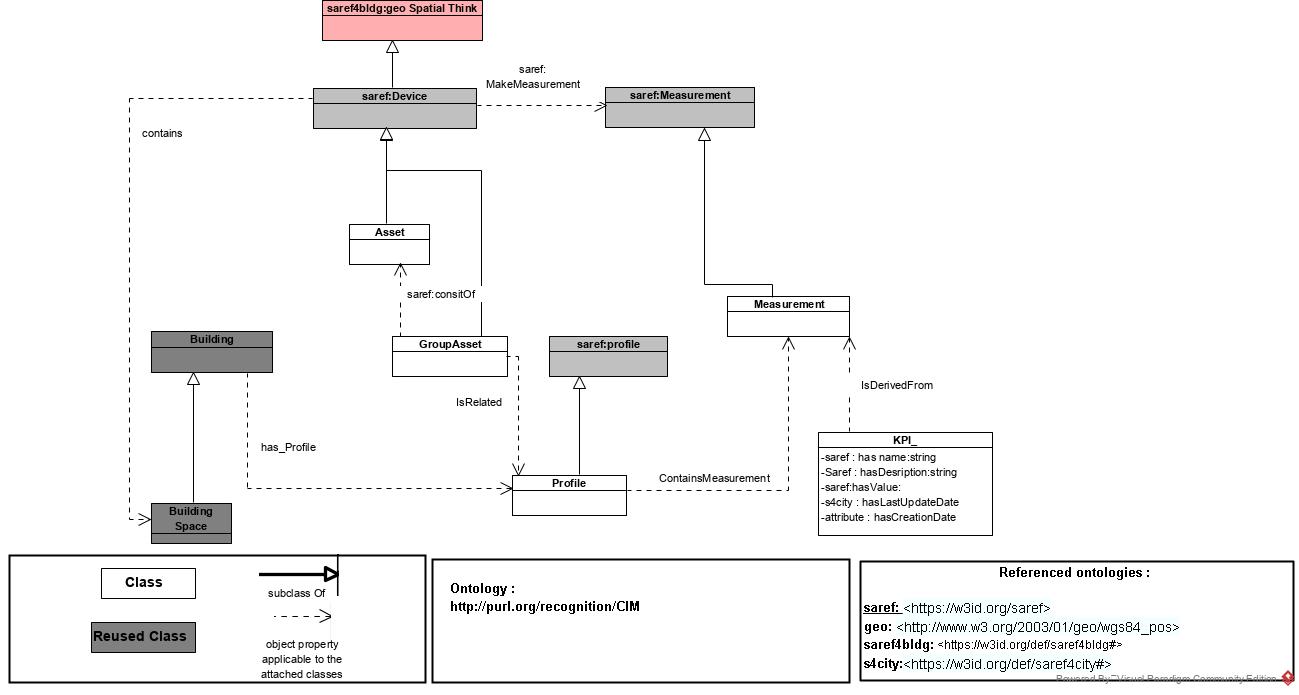 saref4bldg:geo Spatial Think
saref:Device
saref:
MakeMeasurement
saref:Measurement
contains
Asset
saref:consitOf
Measurement
Building
GroupAsset
saref:profile
IsRelated
IsDerivedFrom
has_Profile
KPI_
-saref : has name:string
-Saref : hasDesription:string
-saref:hasValue:
-s4city : hasLastUpdateDate
-attribute : hasCreationDate
Profile
ContainsMeasurement
Building
Space
Class
subclass Of
Reused Class
object property
applicable to the
attached classes
Ontology :
http://purl.org/recognition/CIM
Referenced ontologies :
saref: <https://w3id.org/saref>
geo: <http://www.w3.org/2003/01/geo/wgs84_pos>
saref4bldg: <https://w3id.org/def/saref4bldg#>
s4city:<https://w3id.org/def/saref4city#>
Powered By Visual Paradigm Community Edition